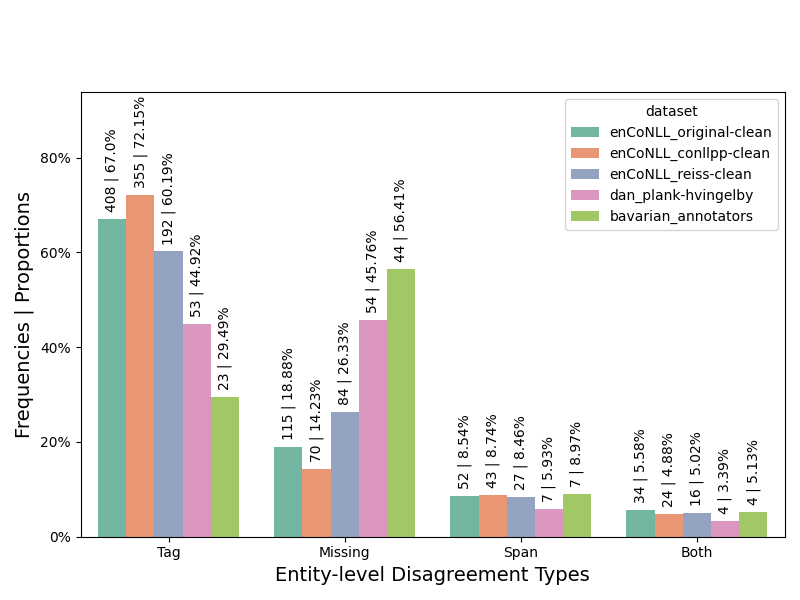 dataset
enCoNLL_original-clean
enCoNLL_conllpp-clean
enCoNLL_reiss-clean
dan_plank-hvingelby
bavarian_annotators
Frequencies | Proportions
80%
60%
40%
20%
0%
408 | 67.0%
355 | 72.15%
192 | 60.19%
53 | 44.92%
23 | 29.49%
115 | 18.88%
70 | 14.23%
84 | 26.33%
54 | 45.76%
44 | 56.41%
52 | 8.54%
43 | 8.74%
27 | 8.46%
7 | 5.93%
7 | 8.97%
34 | 5.58%
24 | 4.88%
16 | 5.02%
4 | 3.39%
4 | 5.13%
Tag
Missing
Span
Both
Entity-level Disagreement Types